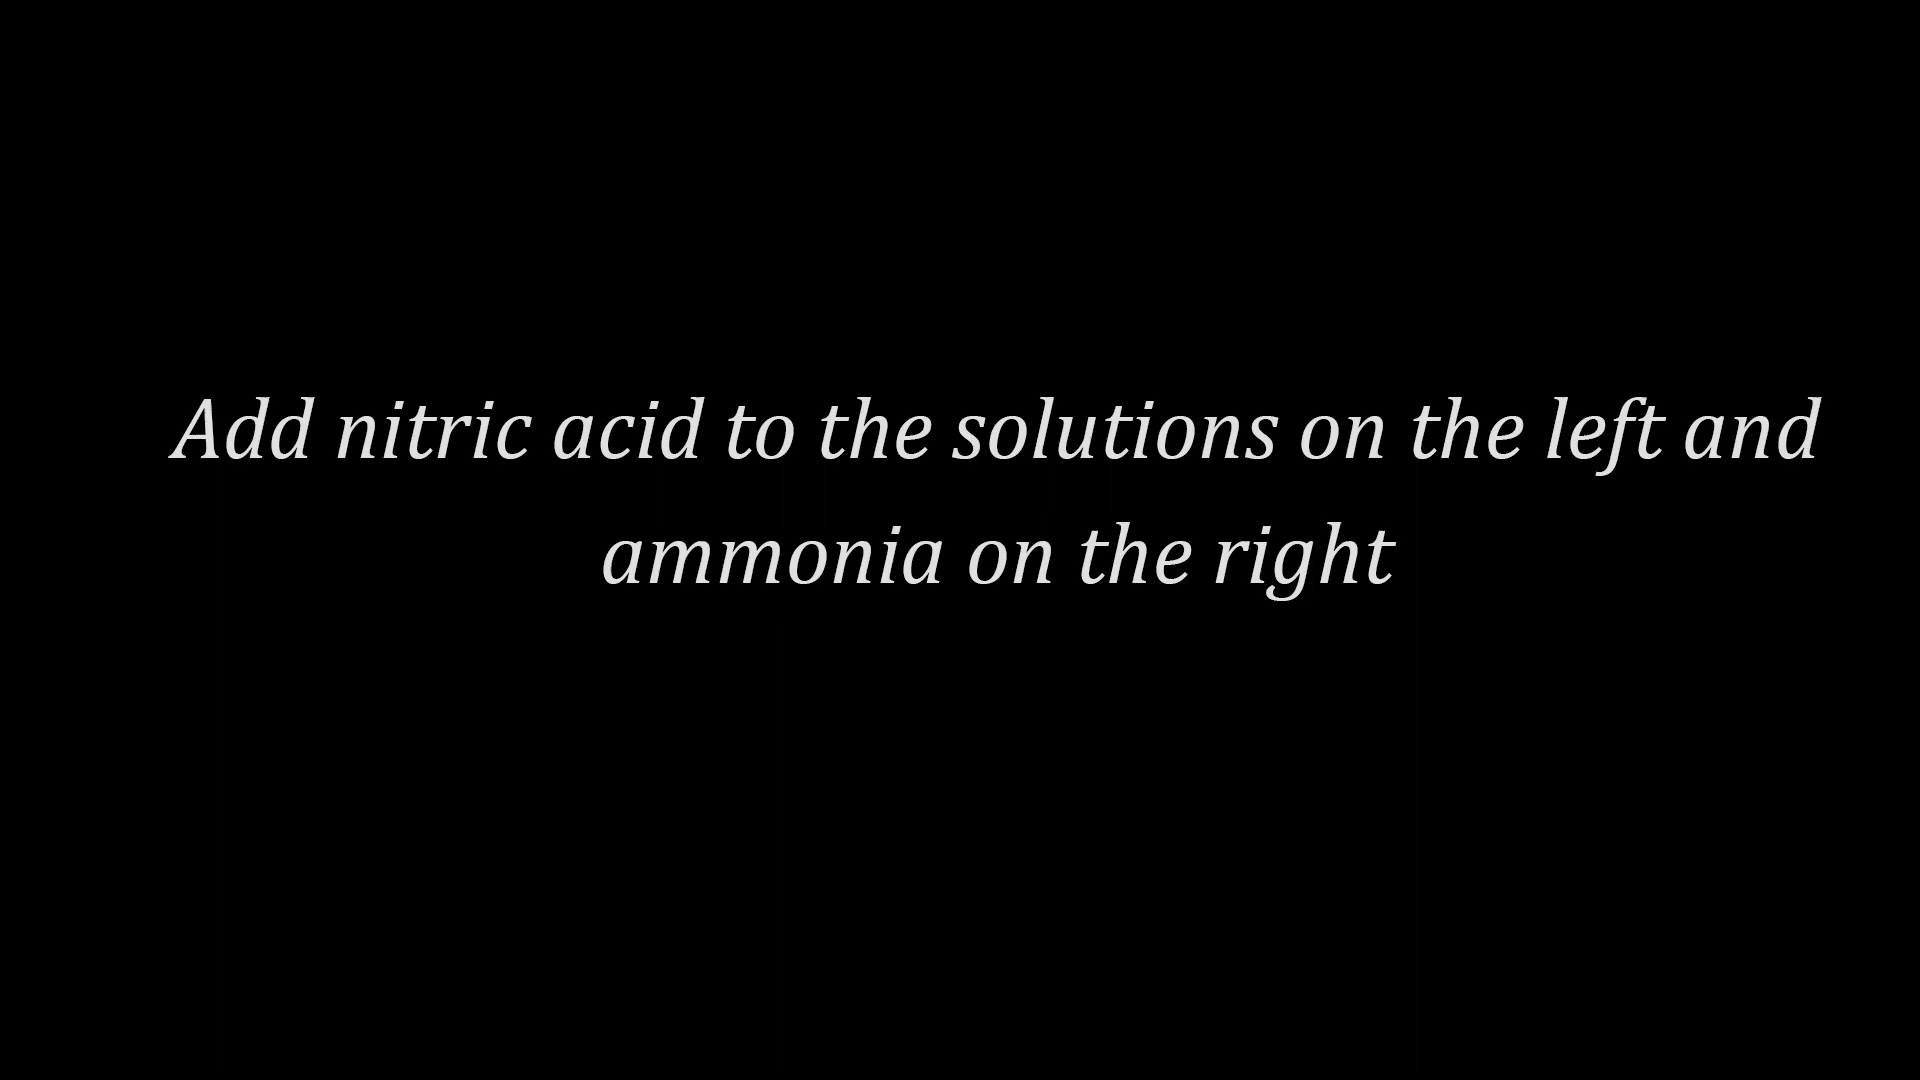 Add nitric acid to the solutions on the left and
ammonia on the right